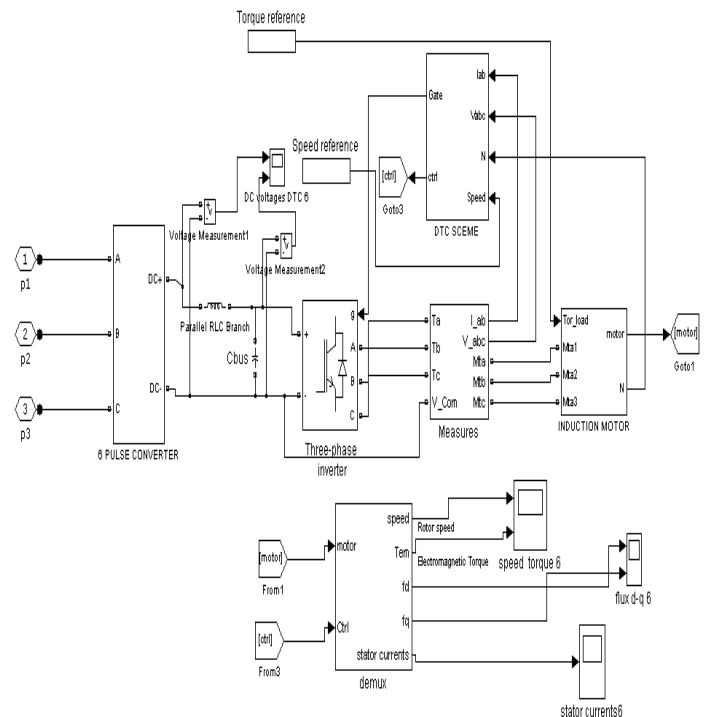 Torque reference
Iab
Gate
Vabc
Speed reference
N
[ctrl]
ctrl
Speed
DC voltages DTC 6
Goto3
DTC SCEME
Voltage Measurement1
Voltage Measurement2
1
p1
A
DC+
2
p2
B
Parallel RLC Branch
Cbus
DC-
3
p3
C
6 PULSE CONVERTER
g
+
A
B
-
C
Three-phase
inverter
Ta
I_ab
Tb
V_abc
Mta
Tc
Mtb
V_Com
Mtc
Measures
Tor_load
motor
Mta1
Mta2
N
Mta3
INDUCTION MOTOR
[motor]
Goto1
speed
Rotor speed
motor
Tem
Electromagnetic Torque
speed torque 6
[motor]
From1
fd
flux d-q 6
fq
[ctrl]
From3
Ctrl
stator currents
demux
stator currents6